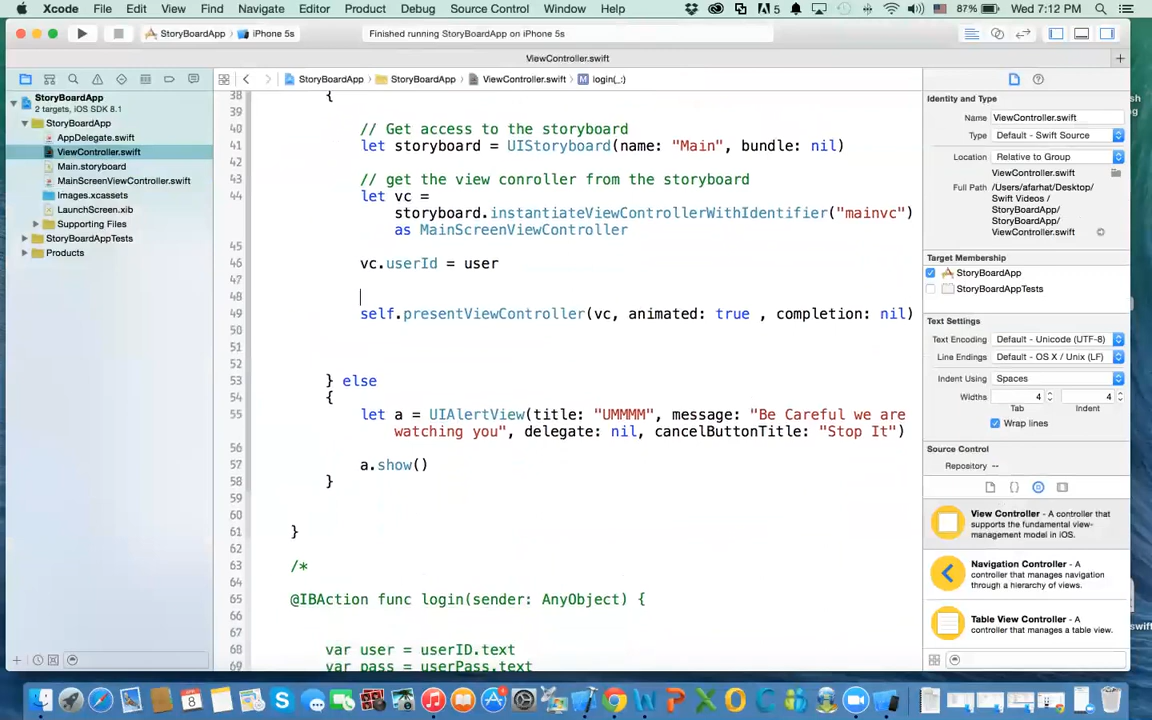 Xcode File Edit View Find Navigate Editor Product Debug Source Control Window Help 5 87% Wed 7:12 PM
StoryBoardApp iPhone 5s Finished running StoryBoardApp on iPhone 5s
ViewController.swift
StoryBoardApp StoryBoardApp ViewController.swift M login(_:)
StoryBoardApp
2 targets, iOS SDK 8.1
StoryBoardApp
AppDelegate.swift
ViewController.swift
Main.storyboard
MainScreenViewController.swift
Images.xcassets
LaunchScreen.xib
Supporting Files
StoryBoardAppTests
Products
38 {
39
40 // Get access to the storyboard
41 let storyboard = UIStoryboard(name: "Main", bundle: nil)
42
43 // get the view conroller from the storyboard
44 let vc =
storyboard.instantiateViewControllerWithIdentifier("mainvc")
as MainScreenViewController
45
46 vc.userId = user
47
48
49 self.presentViewController(vc, animated: true , completion: nil)
50
51
52
53 } else
54 {
55 let a = UIAlertView(title: "UMMMM", message: "Be Careful we are
watching you", delegate: nil, cancelButtonTitle: "Stop It")
56
57 a.show()
58 }
59
60
61 }
62
63 /*
64
65 @IBAction func login(sender: AnyObject) {
66
67
68 var user = userID.text
69 var pass = userPass.text
Identity and Type
Name ViewController.swift
Type Default - Swift Source
Location Relative to Group
ViewController.swift
Full Path /Users/afarhat/Desktop/
Swift Videos /
StoryBoardApp/
StoryBoardApp/
ViewController.swift
Target Membership
StoryBoardApp
StoryBoardAppTests
Text Settings
Text Encoding Default - Unicode (UTF-8)
Line Endings Default - OS X / Unix (LF)
Indent Using Spaces
Widths 4 4
Tab Indent
Wrap lines
Source Control
Repository --
View Controller - A controller that
supports the fundamental view-
management model in iOS.
Navigation Controller - A
controller that manages navigation
through a hierarchy of views.
Table View Controller - A
controller that manages a table view.